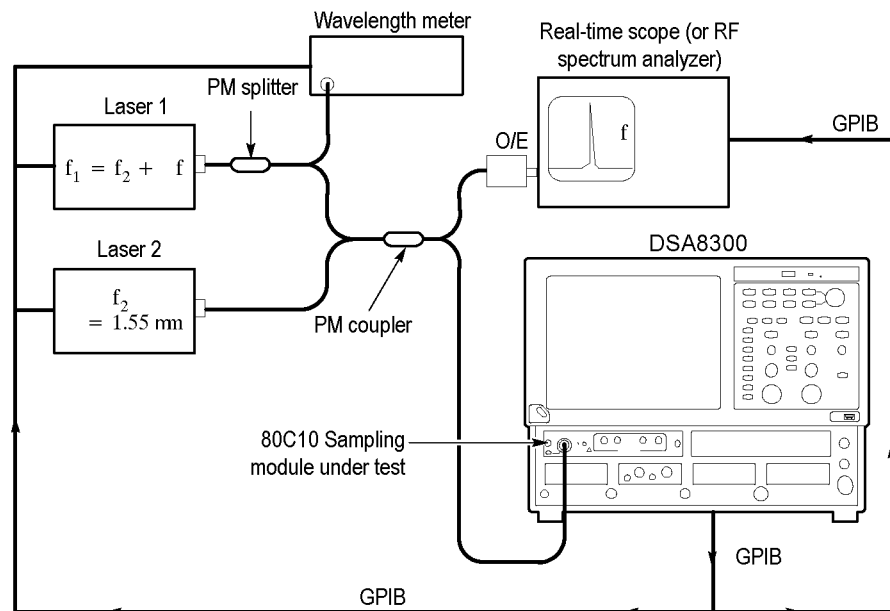 Wavelength meter
Real-time scope (or RF
spectrum analyzer)
PM splitter
Laser 1
GPIB
O/E
f
f1 = f2 + f
DSA8300
Laser 2
f2
= 1.55 mm
PM coupler
80C10 Sampling
module under test
GPIB
GPIB